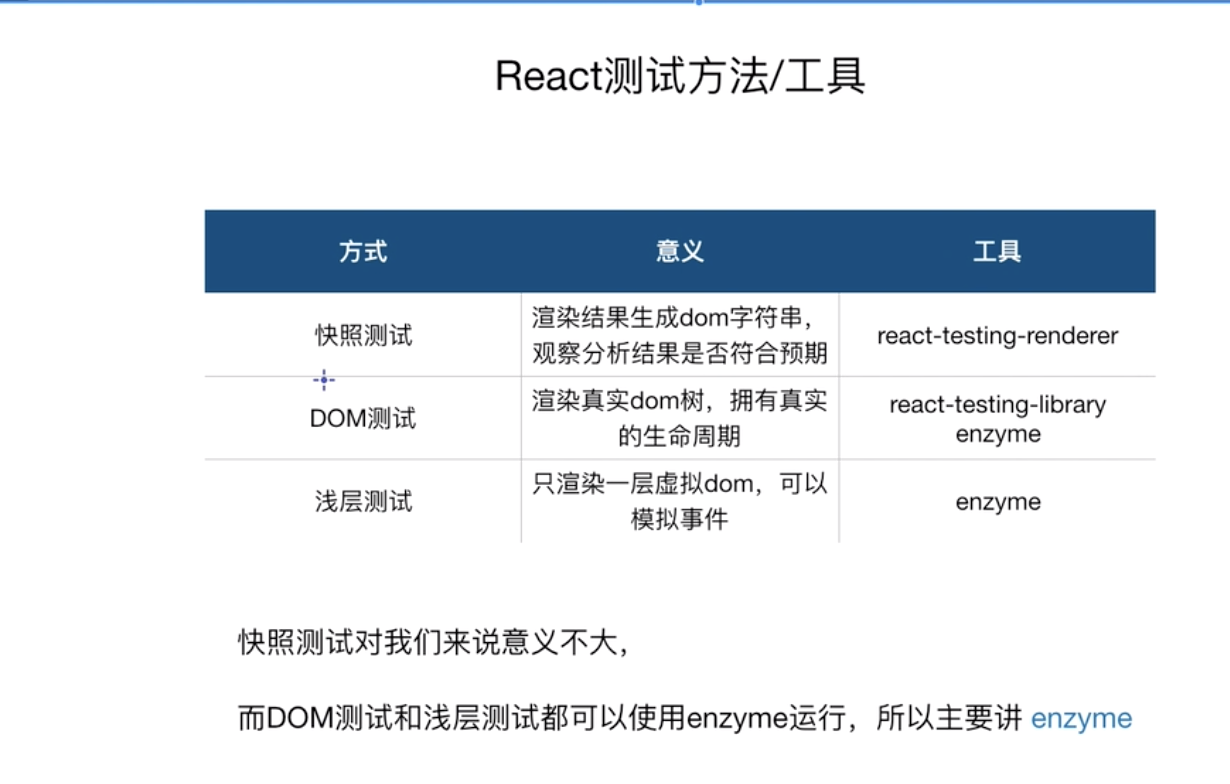 React测试方法/工具
方式
意义
工具
快照测试
渲染结果生成dom字符串，
观察分析结果是否符合预期
react-testing-renderer
DOM测试
渲染真实dom树，拥有真实
的生命周期
react-testing-library
enzyme
浅层测试
只渲染一层虚拟dom，可以
模拟事件
enzyme
快照测试对我们来说意义不大，
而DOM测试和浅层测试都可以使用enzyme运行，所以主要讲 enzyme